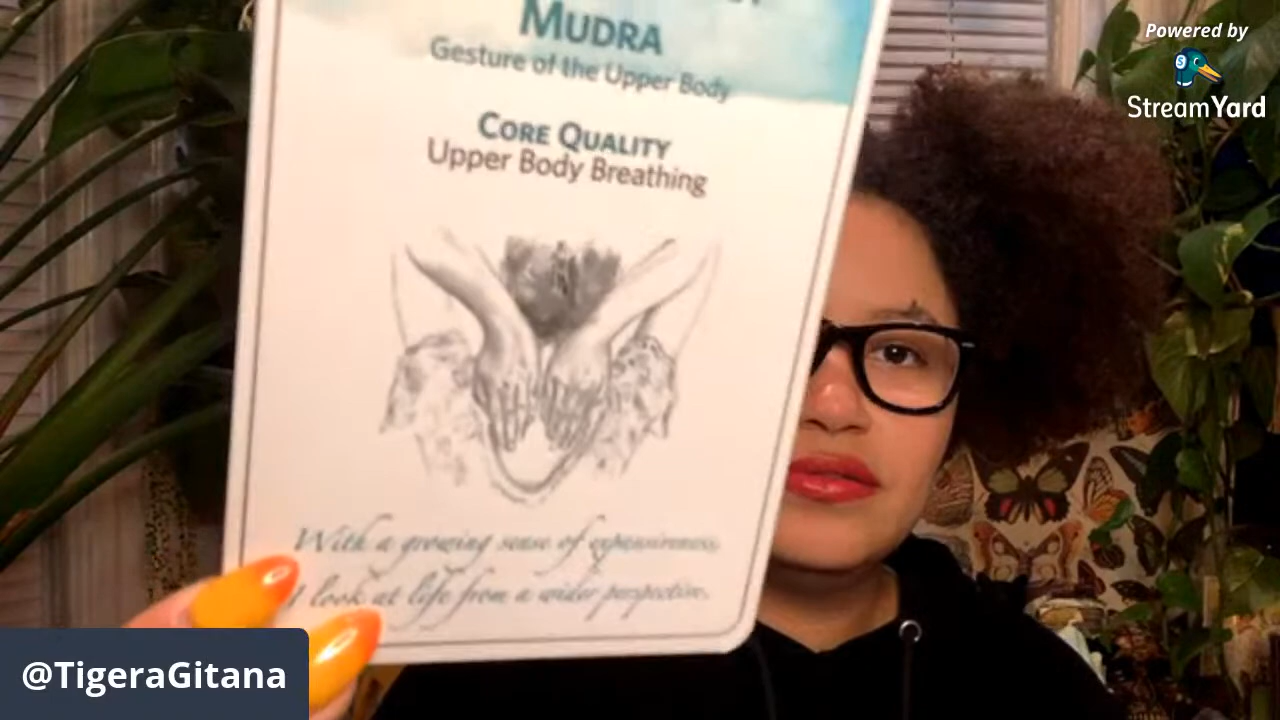 MUDRA
Gesture of the Upper Body
CORE QUALITY
Upper Body Breathing
With a growing sense of expansiveness,
I look at life from a wider perspective.
Powered by
StreamYard
@TigeraGitana